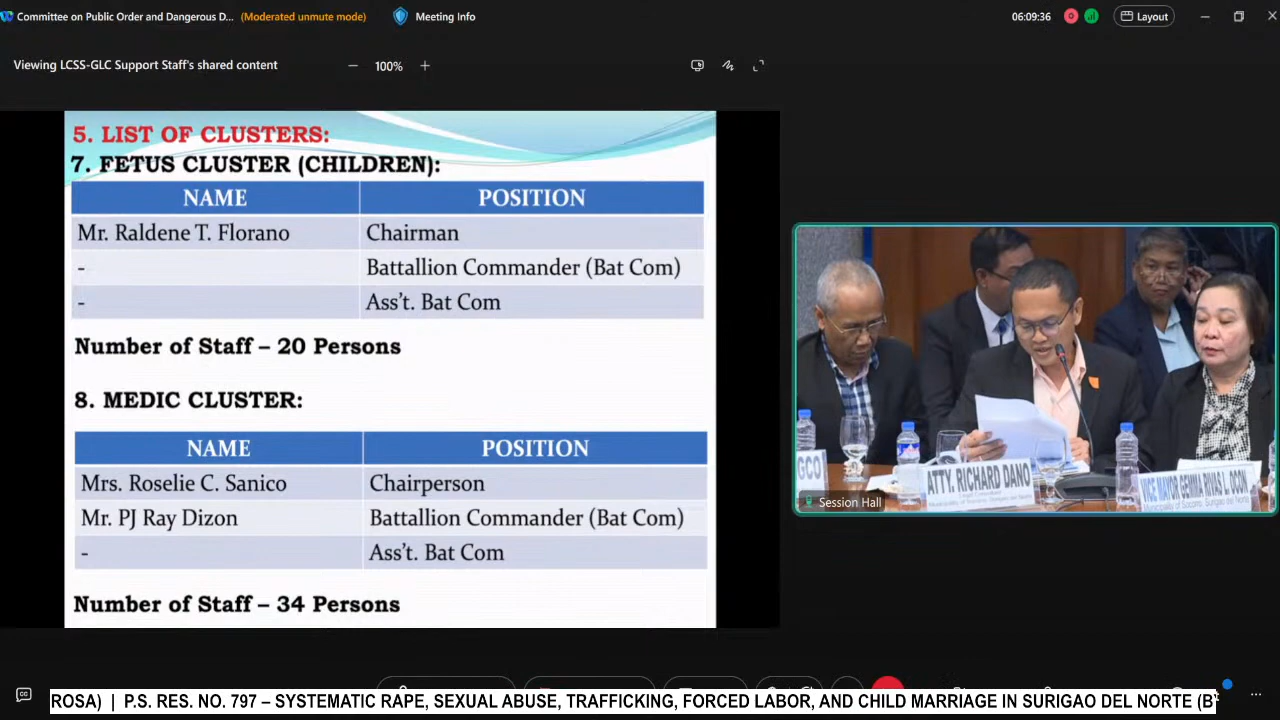 Committee on Public Order and Dangerous D... (Moderated unmute mode) Meeting Info 06:09:36 Layout
Viewing LCSS-GLC Support Staff's shared content 100%
5. LIST OF CLUSTERS:
7. FETUS CLUSTER (CHILDREN):
NAME POSITION
Mr. Raldene T. Florano Chairman
- Battallion Commander (Bat Com)
- Ass't. Bat Com
Number of Staff – 20 Persons
8. MEDIC CLUSTER:
NAME POSITION
Mrs. Roselie C. Sanico Chairperson
Mr. PJ Ray Dizon Battallion Commander (Bat Com)
- Ass't. Bat Com
Number of Staff – 34 Persons
GCO
ATTY. RICHARD DANO
VICE MAYOR GEMMA RIVAS L. OCON
Session Hall
ROSA) | P.S. RES. NO. 797 – SYSTEMATIC RAPE, SEXUAL ABUSE, TRAFFICKING, FORCED LABOR, AND CHILD MARRIAGE IN SURIGAO DEL NORTE (B